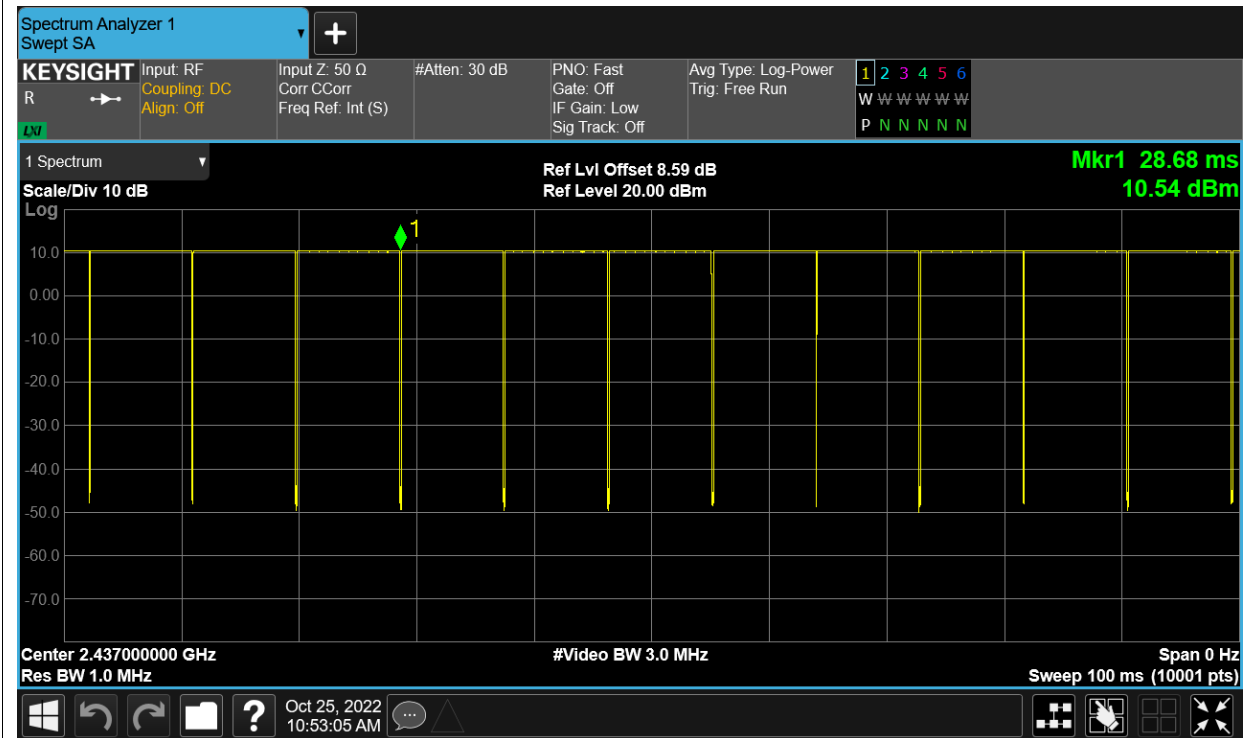 Spectrum Analyzer 1
Swept SA
KEYSIGHT
R
LXI
Input: RF
Coupling: DC
Align: Off
Input Z: 50 Ω
Corr CCorr
Freq Ref: Int (S)
#Atten: 30 dB
PNO: Fast
Gate: Off
IF Gain: Low
Sig Track: Off
Avg Type: Log-Power
Trig: Free Run
1 2 3 4 5 6
W W W W W W
P N N N N N
1 Spectrum
Scale/Div 10 dB
Ref Lvl Offset 8.59 dB
Ref Level 20.00 dBm
Mkr1 28.68 ms
10.54 dBm
Log
1
10.0
0.00
-10.0
-20.0
-30.0
-40.0
-50.0
-60.0
-70.0
Center 2.437000000 GHz
#Video BW 3.0 MHz
Span 0 Hz
Res BW 1.0 MHz
Sweep 100 ms (10001 pts)
?
Oct 25, 2022
10:53:05 AM